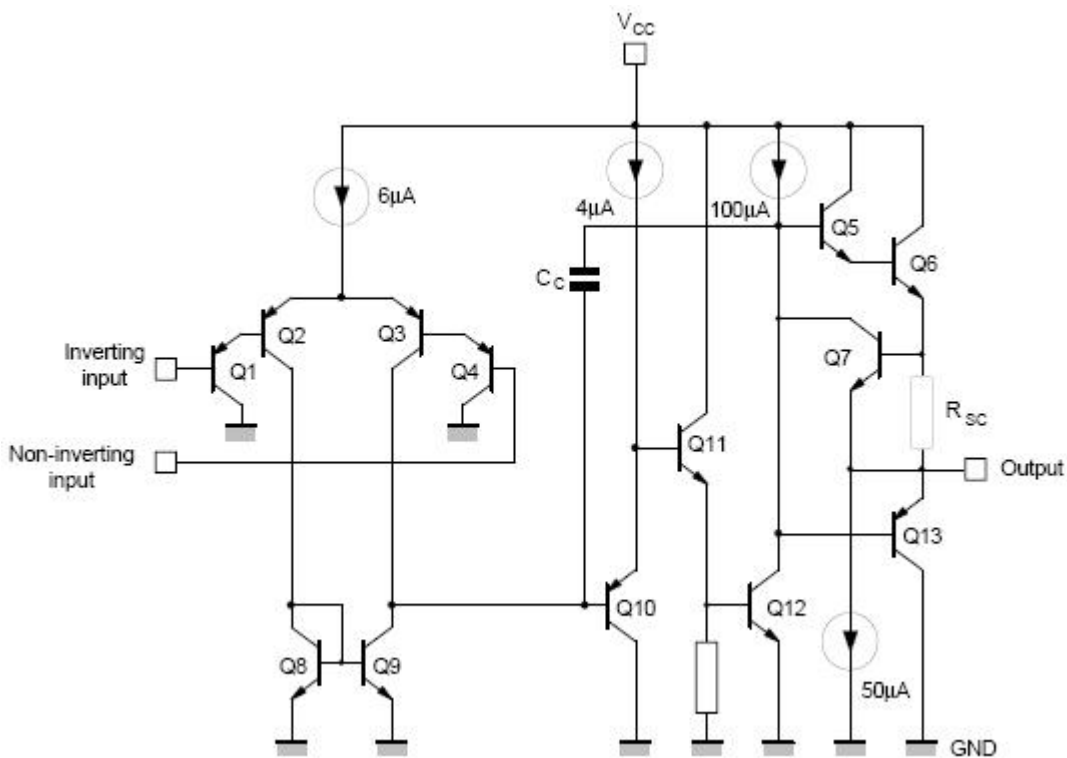 VCC
6μA
4μA
100μA
Q5
Q6
CC
Q2
Q3
Q7
Inverting
input
Q1
Q4
RSC
Q11
Non-inverting
input
Output
Q13
Q10
Q12
Q8
Q9
50μA
GND